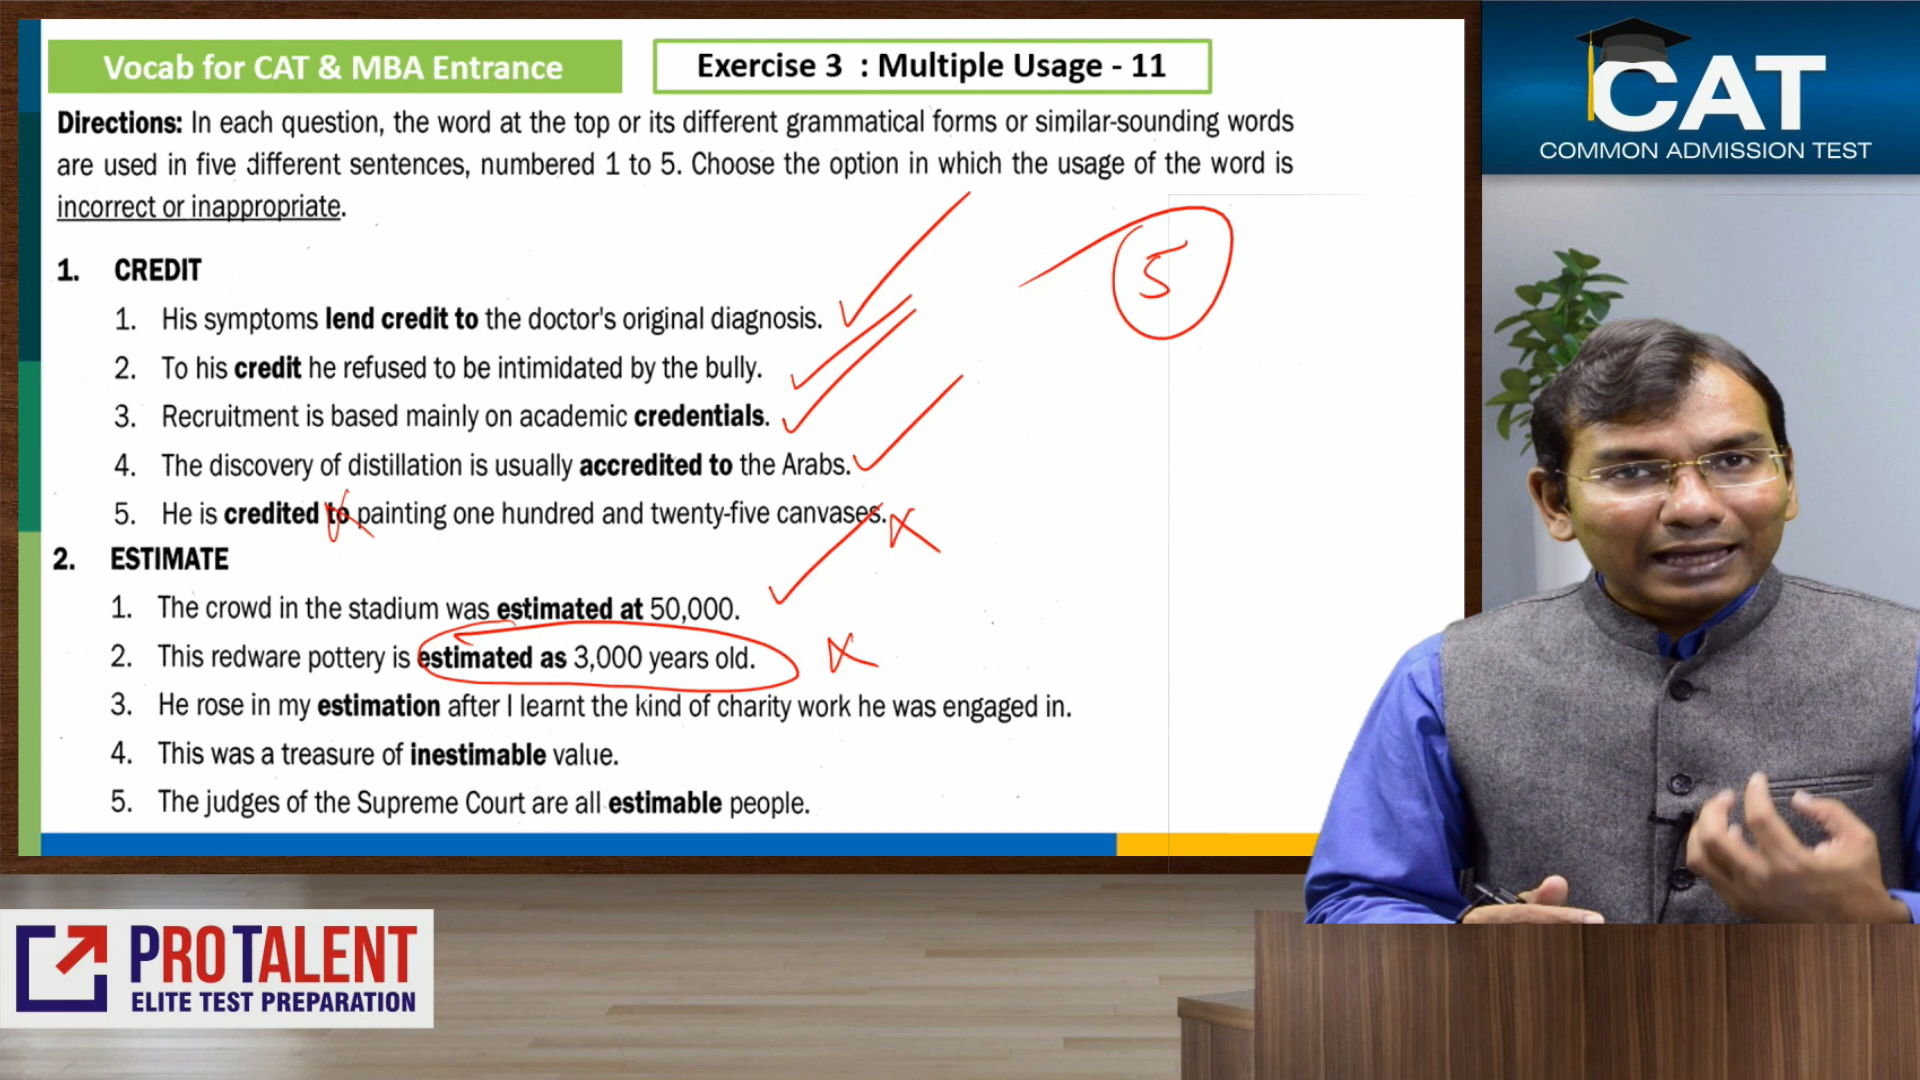 Vocab for CAT & MBA Entrance
Exercise 3 : Multiple Usage - 11
Directions: In each question, the word at the top or its different grammatical forms or similar-sounding words
are used in five different sentences, numbered 1 to 5. Choose the option in which the usage of the word is
incorrect or inappropriate.
5
1. CREDIT
1. His symptoms lend credit to the doctor's original diagnosis.
2. To his credit he refused to be intimidated by the bully.
3. Recruitment is based mainly on academic credentials.
4. The discovery of distillation is usually accredited to the Arabs.
5. He is credited to painting one hundred and twenty-five canvases.
2. ESTIMATE
1. The crowd in the stadium was estimated at 50,000.
2. This redware pottery is estimated as 3,000 years old.
3. He rose in my estimation after I learnt the kind of charity work he was engaged in.
4. This was a treasure of inestimable value.
5. The judges of the Supreme Court are all estimable people.
CAT
COMMON ADMISSION TEST
PROTALENT
ELITE TEST PREPARATION